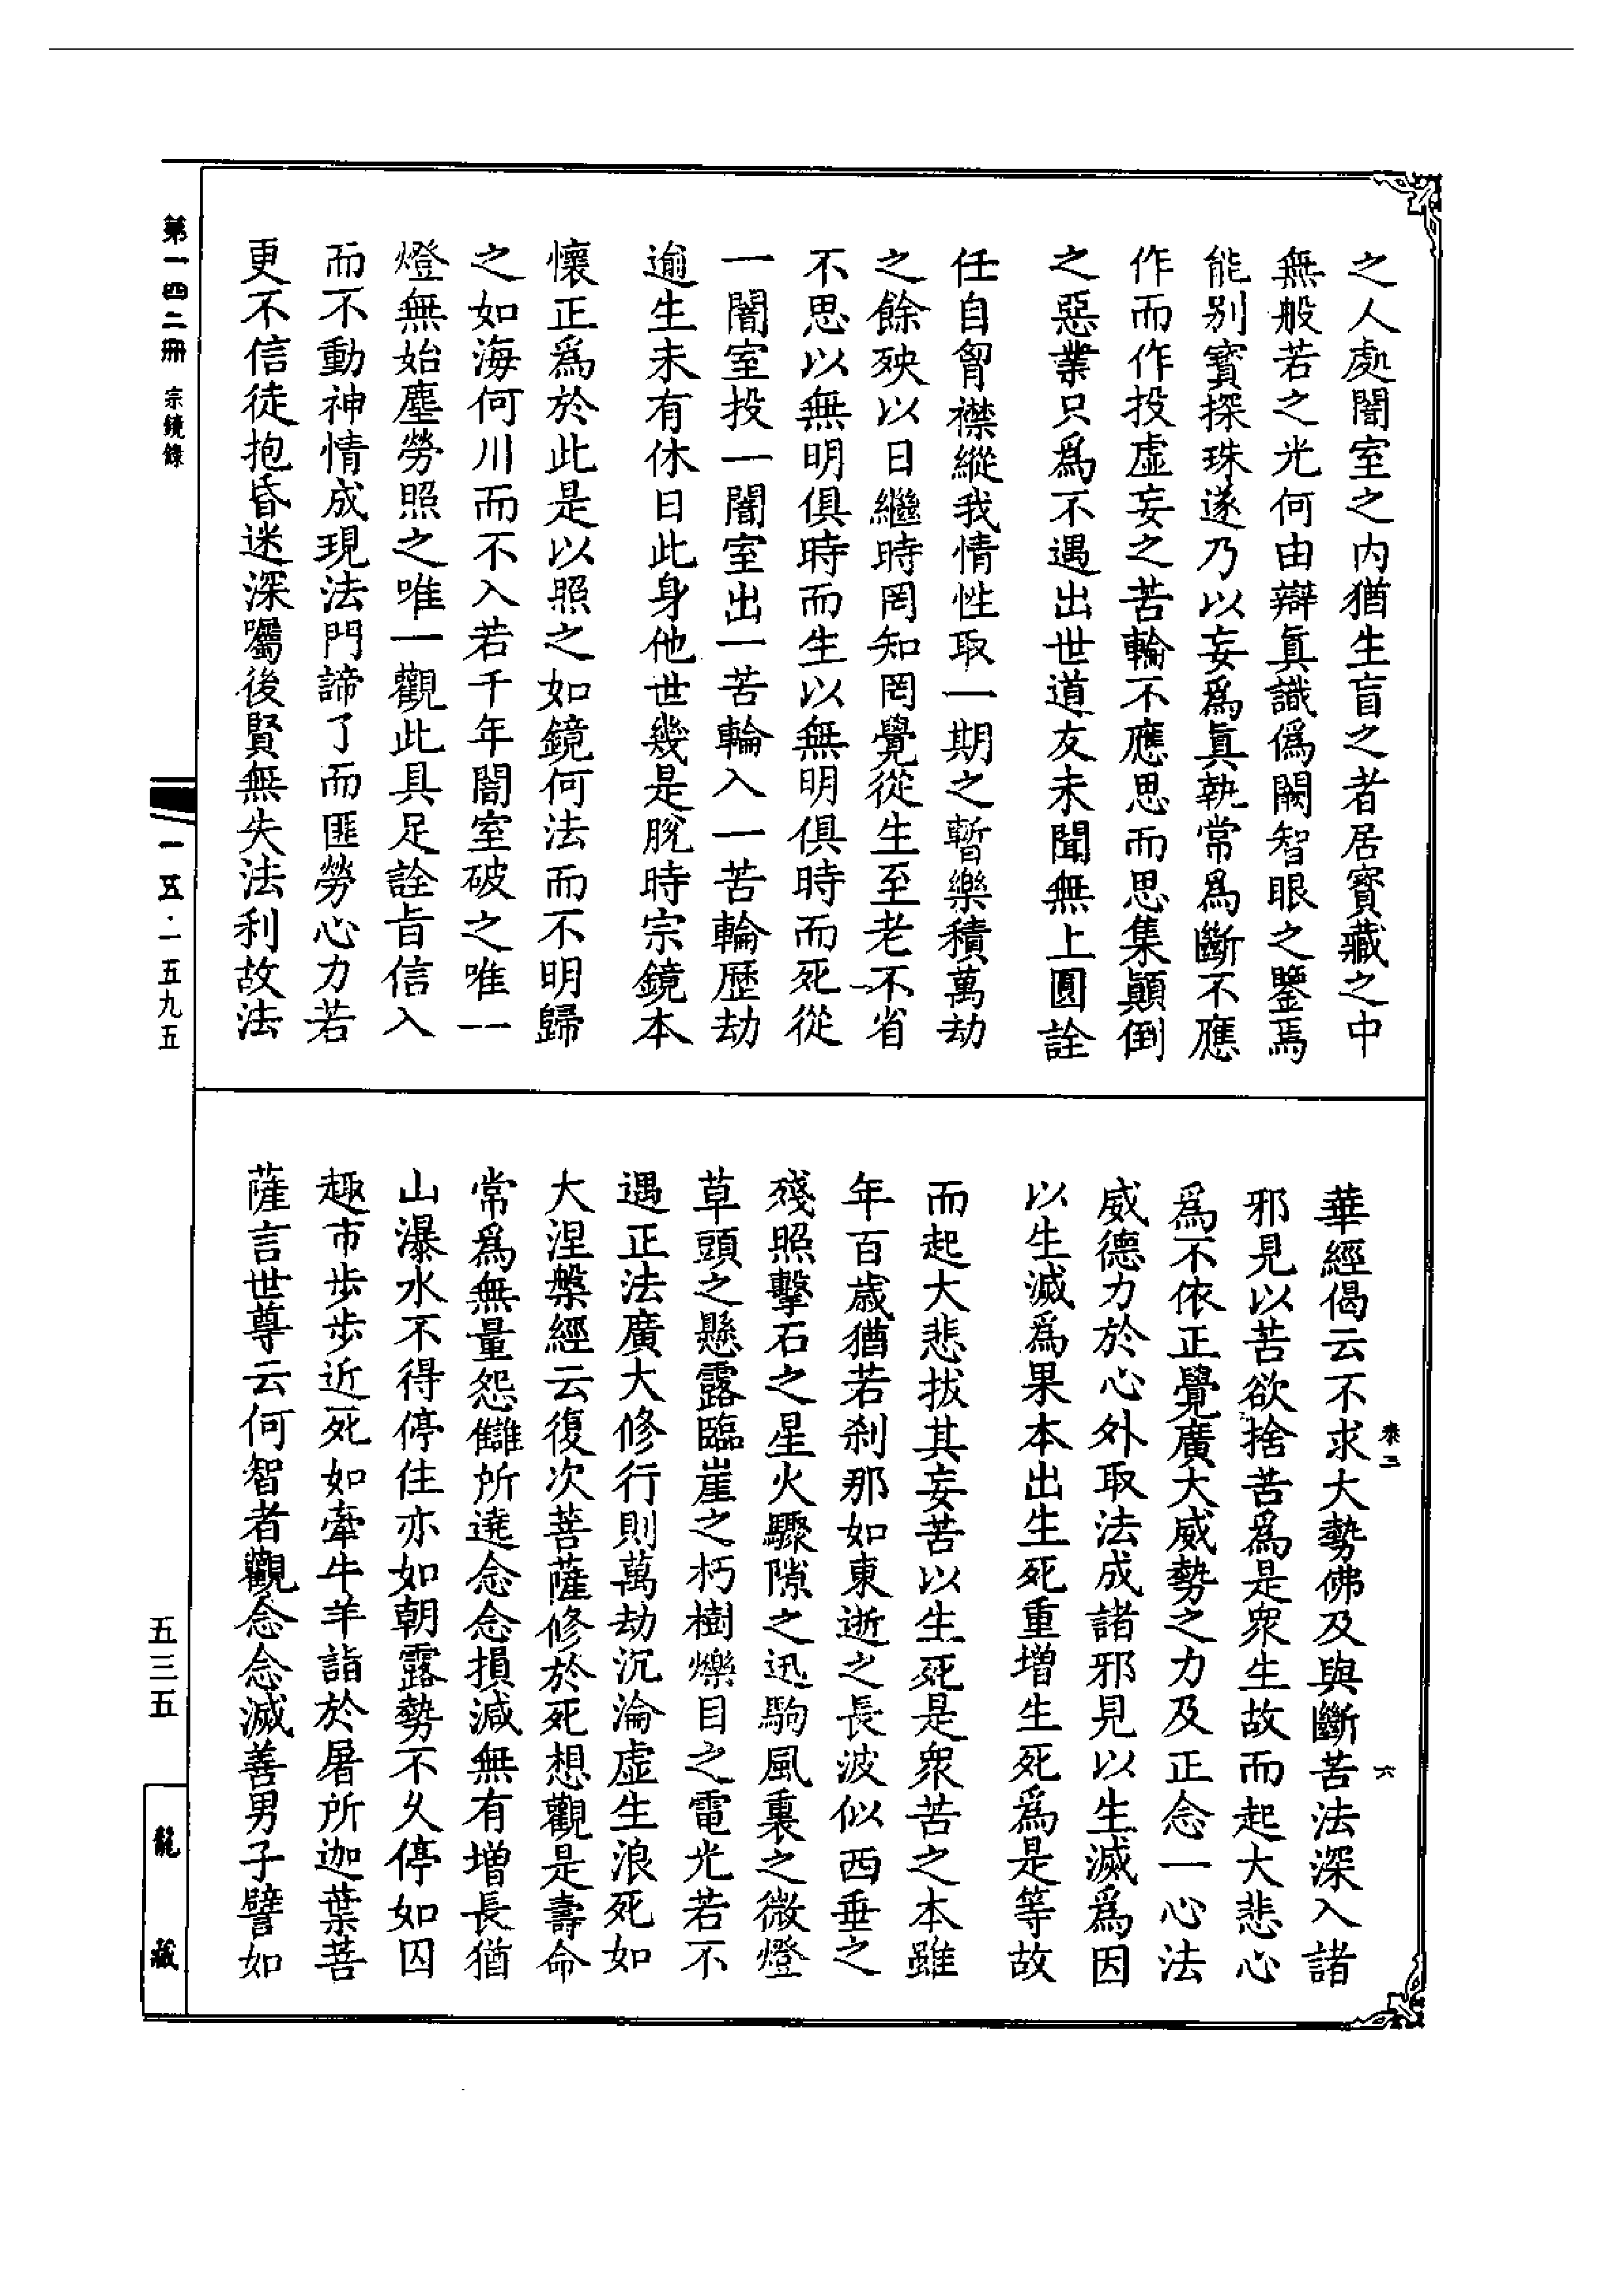 之人處闇室之内猶生盲之者居寳藏之中
無般若之光何由辯眞識僞闕智眼之鑒焉
能别寳探珠遂乃以妄爲眞執常爲斷不應
作而作投虚妄之苦輪不應思而思集顚倒
之惡業只爲不遇出世道友未聞無上圓詮
任自胷襟縱我情性取一期之暫樂積萬劫
之餘殃以日繼時罔知罔覺從生至老不省
不思以無明俱時而生以無明俱時而死從
一闇室投一闇室出一苦輪入一苦輪歷劫
逾生未有休日此身他世幾是脫時宗鏡本
懷正爲於此是以照之如鏡何法而不明歸
之如海何川而不入若千年闇室破之唯一
燈無始塵勞照之唯一觀此具足詮旨信入
而不動神情成現法門諦了而匪勞心力若
更不信徒抱昏迷深囑後賢無失法利故法
華經偈云不求大勢佛及與斷苦法深入諸
邪見以苦欲捨苦爲是衆生故而起大悲心
爲不依正覺廣大威勢之力及正念一心法
威德力於心外取法成諸邪見以生滅爲因
以生滅爲果本出生死重增生死爲是等故
而起大悲拔其妄苦以生死是衆苦之本雖
年百歲猶若刹那如東逝之長波似西垂之
殘照擊石之星火驟隙之迅駒風裏之微燈
草頭之懸露臨崖之朽樹爍目之電光若不
遇正法廣大修行則萬劫沉淪虚生浪死如
大涅槃經云復次菩薩修於死想觀是壽命
常爲無量怨讎所遶念念損減無有增長猶
山瀑水不得停住亦如朝露勢不久停如囚
趣市步步近死如牽牛羊詣於屠所迦葉菩
薩言世尊云何智者觀念念滅善男子譬如
卷三
六
第一四二册 宗鏡錄
一五·一五九五
五三五
龍藏